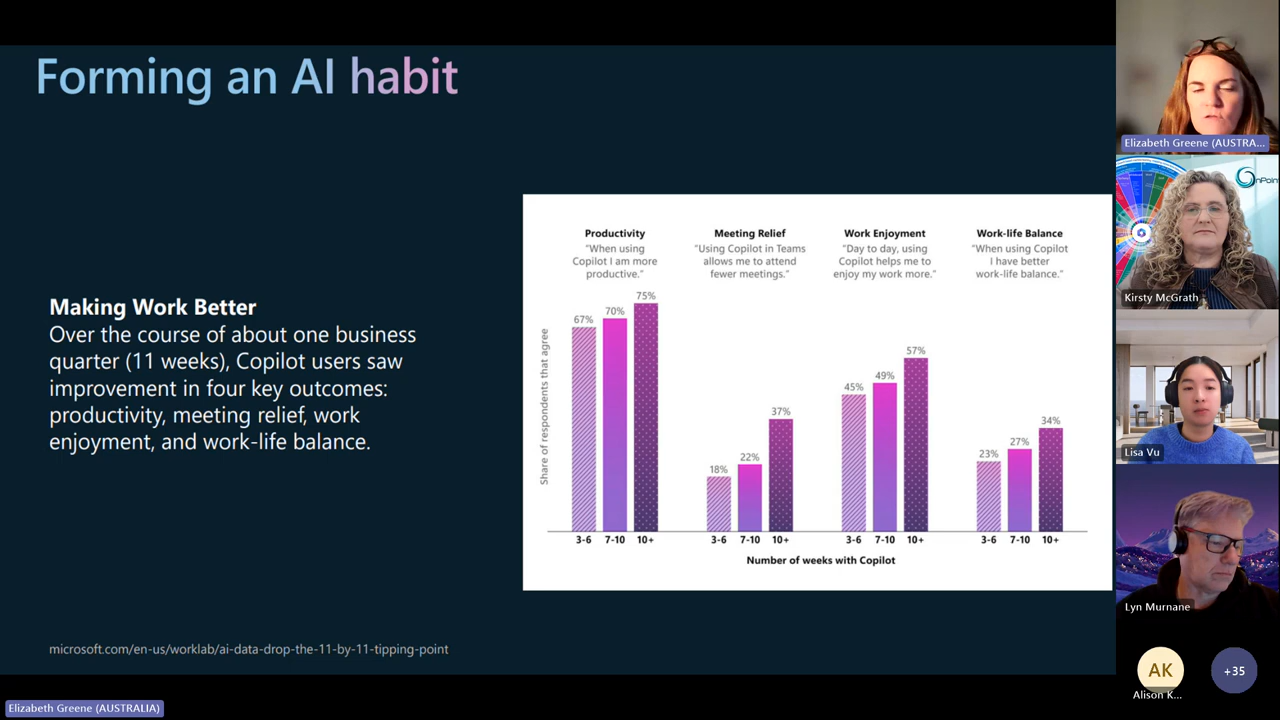 Forming an AI habit
Making Work Better
Over the course of about one business
quarter (11 weeks), Copilot users saw
improvement in four key outcomes:
productivity, meeting relief, work
enjoyment, and work-life balance.
Productivity
"When using
Copilot I am more
productive."
Meeting Relief
"Using Copilot in Teams
allows me to attend
fewer meetings."
Work Enjoyment
"Day to day, using
Copilot helps me to
enjoy my work more."
Work-life Balance
"When using Copilot
I have better
work-life balance."
Share of respondents that agree
67% 70% 75%
18% 22% 37%
45% 49% 57%
23% 27% 34%
3-6 7-10 10+ 3-6 7-10 10+ 3-6 7-10 10+ 3-6 7-10 10+
Number of weeks with Copilot
microsoft.com/en-us/worklab/ai-data-drop-the-11-by-11-tipping-point
Elizabeth Greene (AUSTRALIA)
Elizabeth Greene (AUSTRA...
nPoin
Kirsty McGrath
Lisa Vu
Lyn Murnane
AK
Alison K...
+35